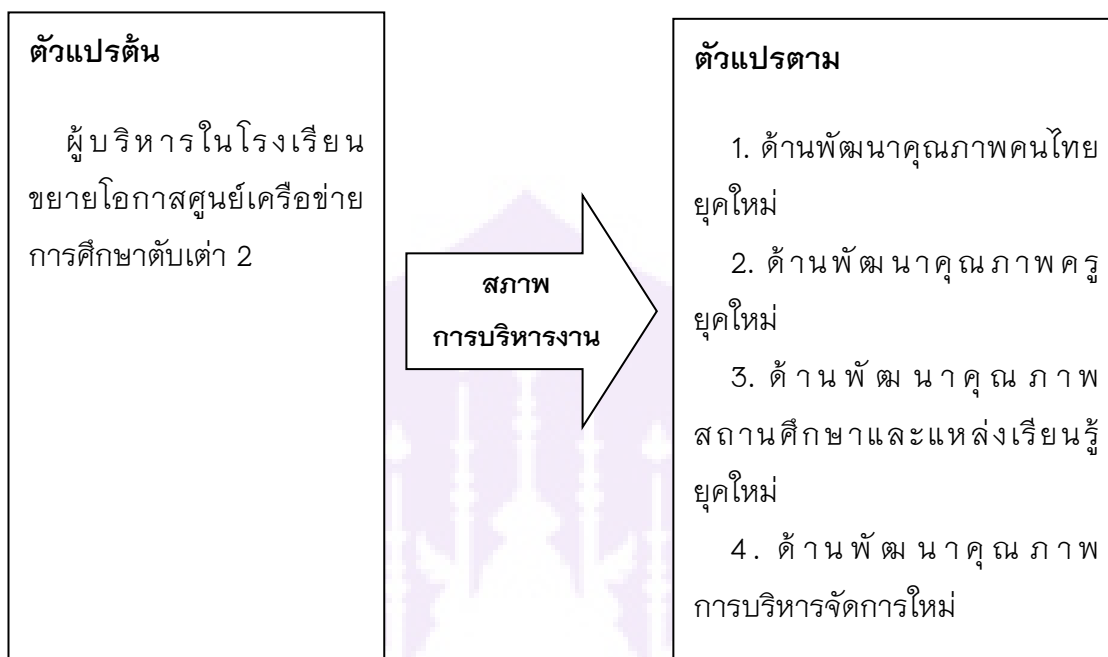 ตัวแปรต้น
ผู้บริหารในโรงเรียน
ขยายโอกาสศูนย์เครือข่าย
การศึกษาตับเต่า 2
สภาพ
การบริหารงาน
ตัวแปรตาม
1. ด้านพัฒนาคุณภาพคนไทย
ยุคใหม่
2. ด้านพัฒนาคุณภาพครู
ยุคใหม่
3. ด้านพัฒนาคุณภาพ
สถานศึกษาและแหล่งเรียนรู้
ยุคใหม่
4. ด้านพัฒนาคุณภาพ
การบริหารจัดการใหม่